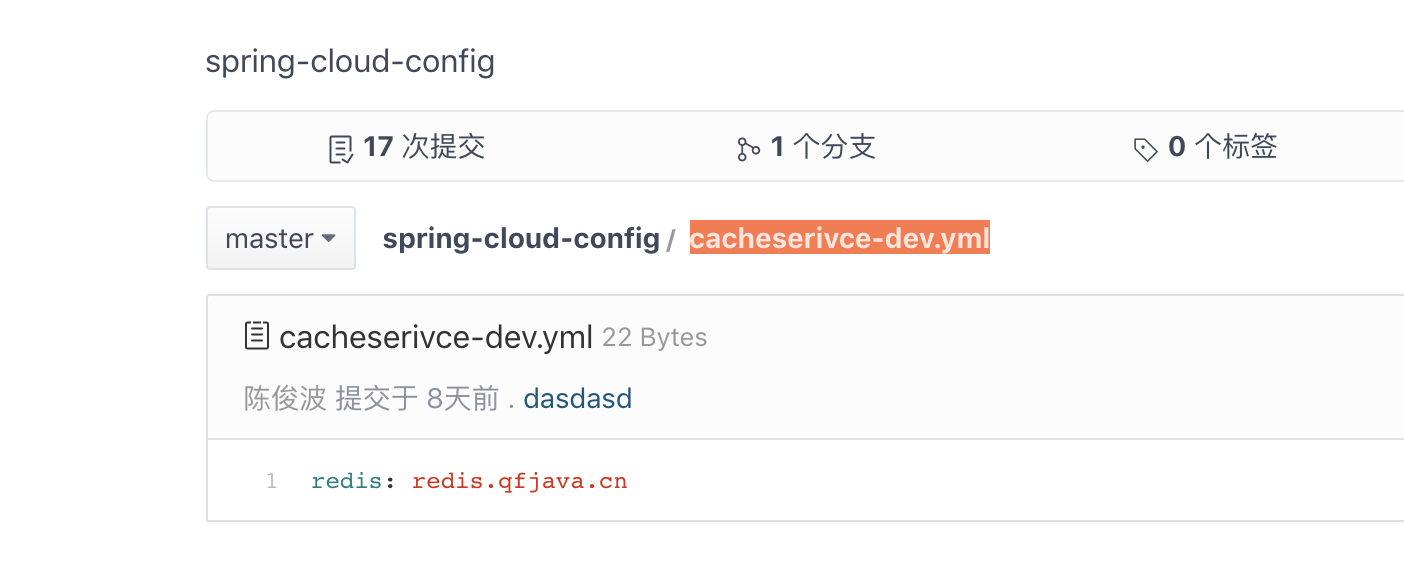 spring-cloud-config
17 次提交
1 个分支
0 个标签
master
spring-cloud-config / cacheserivce-dev.yml
cacheserivce-dev.yml 22 Bytes
陈俊波 提交于 8天前 . dasdasd
1 redis: redis.qfjava.cn